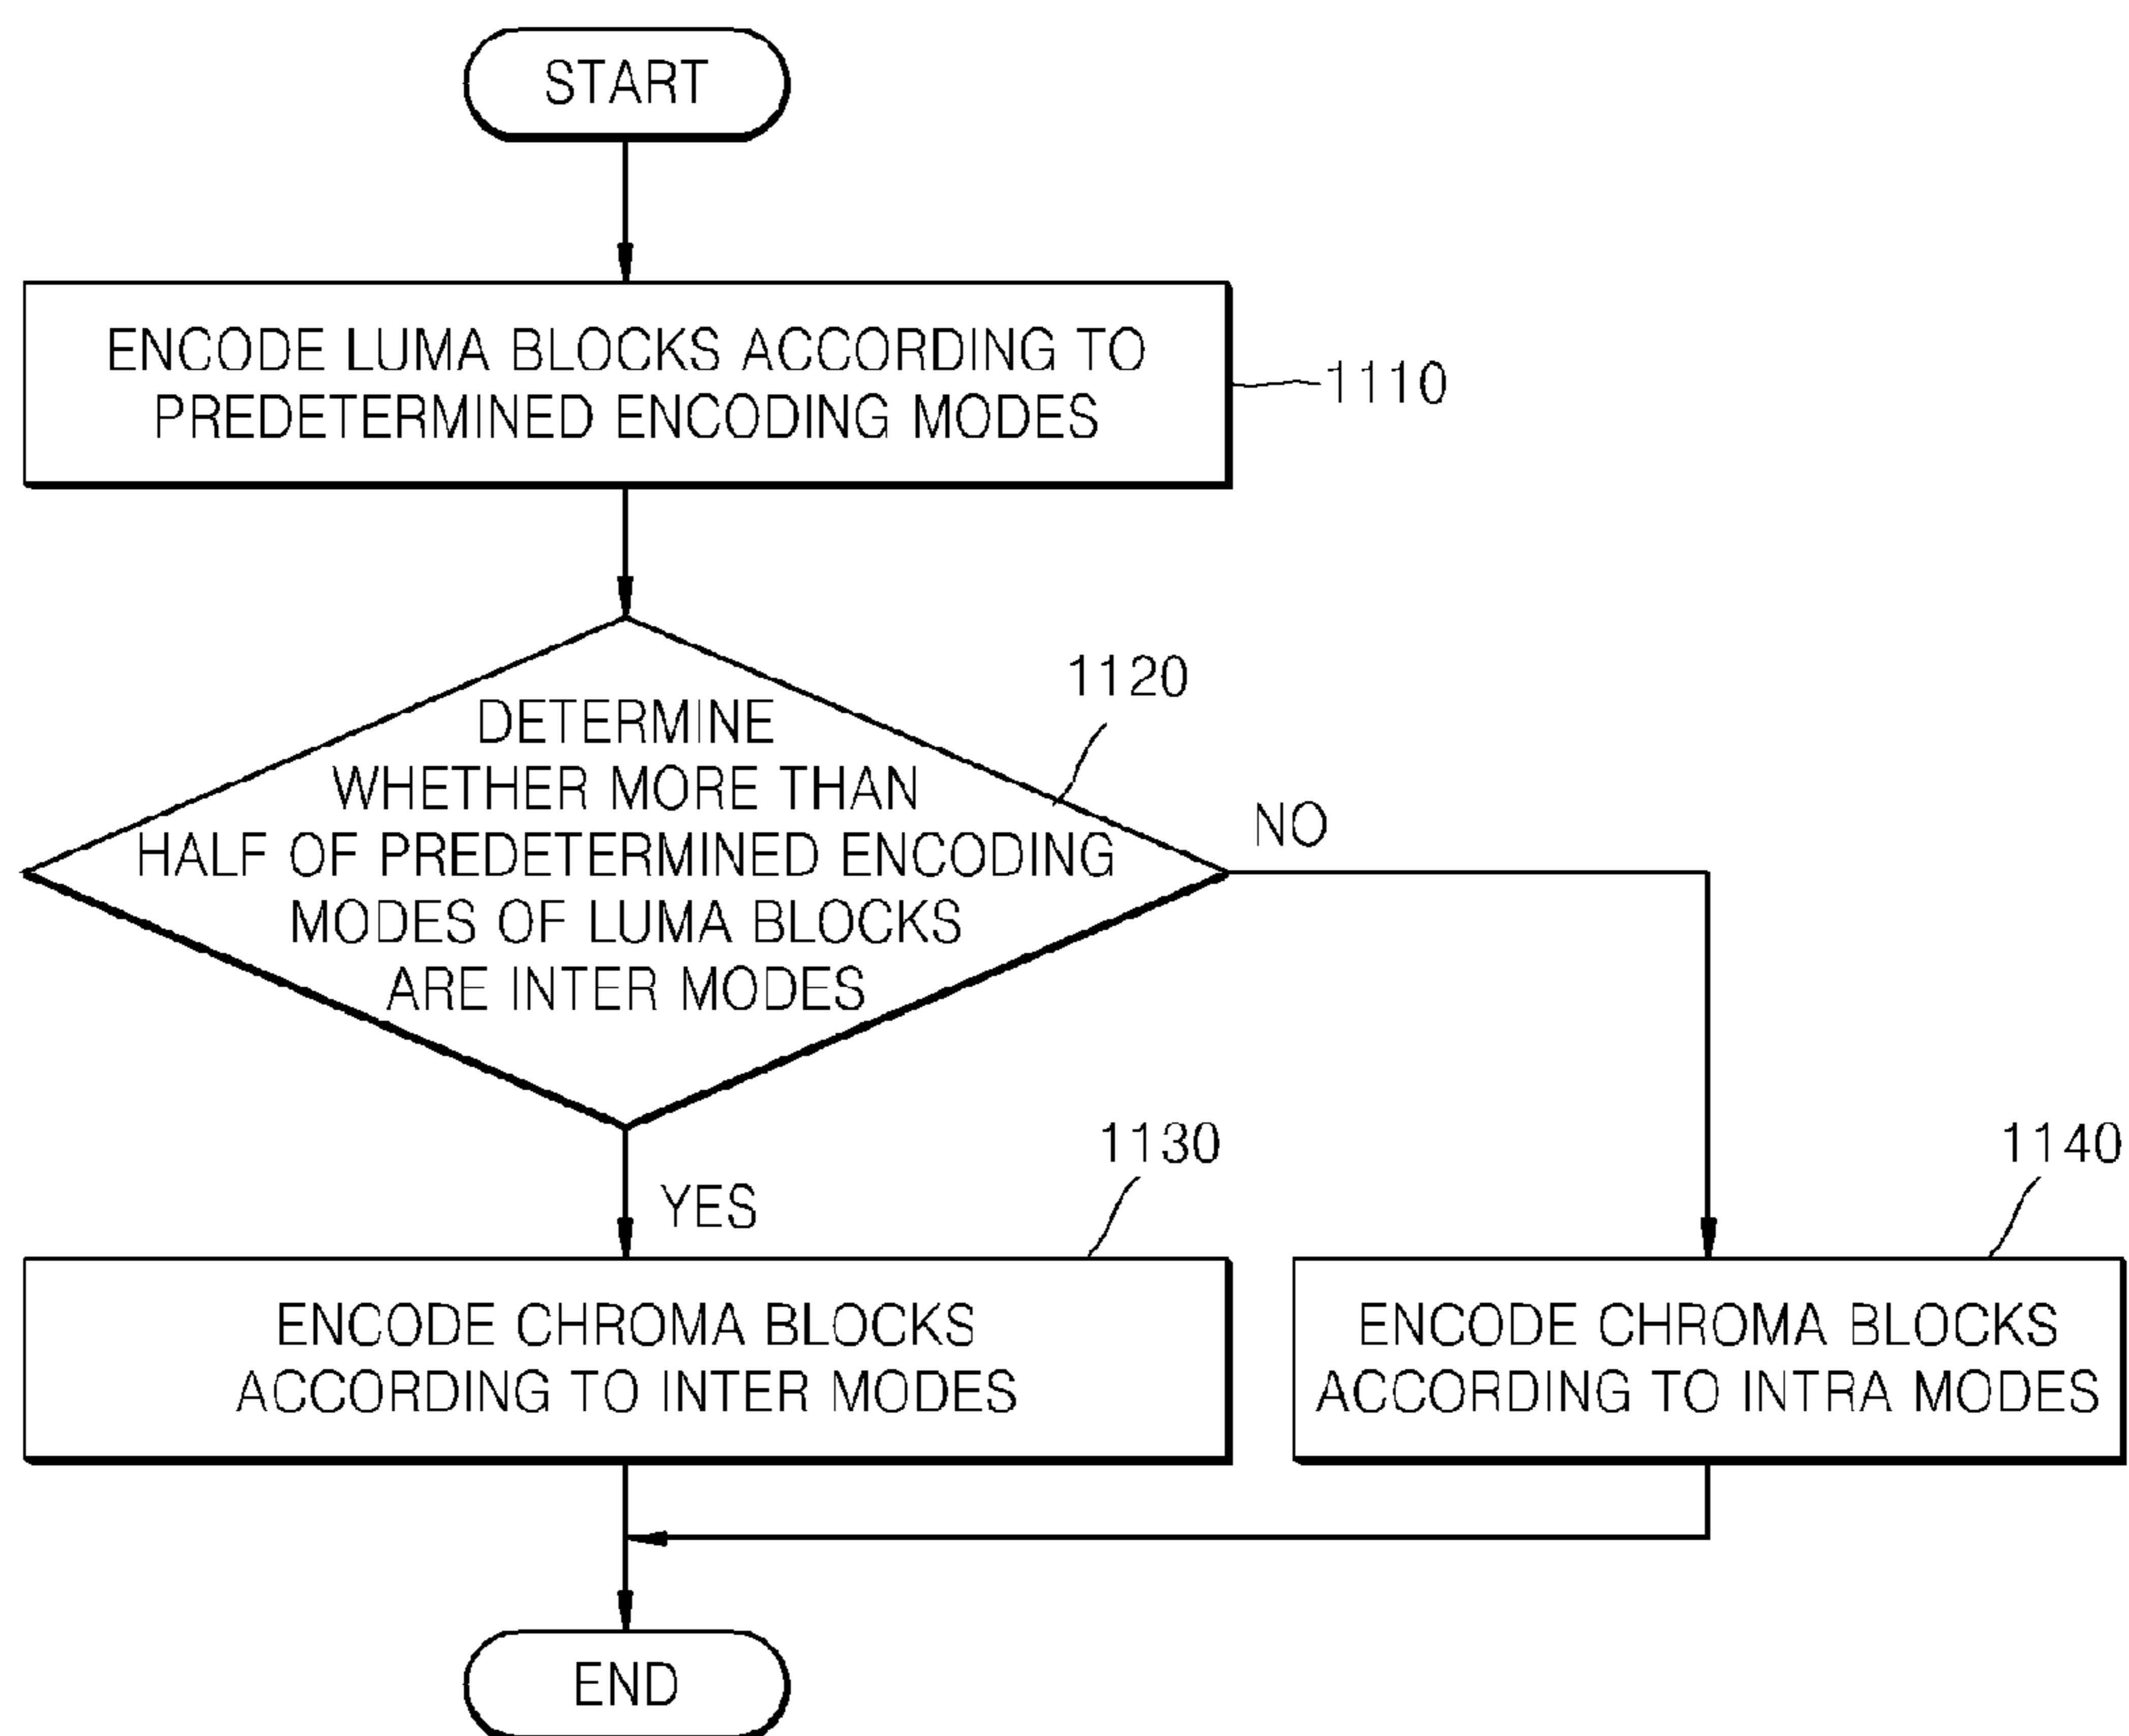 START
ENCODE LUMA BLOCKS ACCORDING TO
PREDETERMINED ENCODING MODES
1110
1120
DETERMINE
WHETHER MORE THAN
HALF OF PREDETERMINED ENCODING
MODES OF LUMA BLOCKS
ARE INTER MODES
NO
YES
1130
1140
ENCODE CHROMA BLOCKS
ACCORDING TO INTER MODES
ENCODE CHROMA BLOCKS
ACCORDING TO INTRA MODES
END